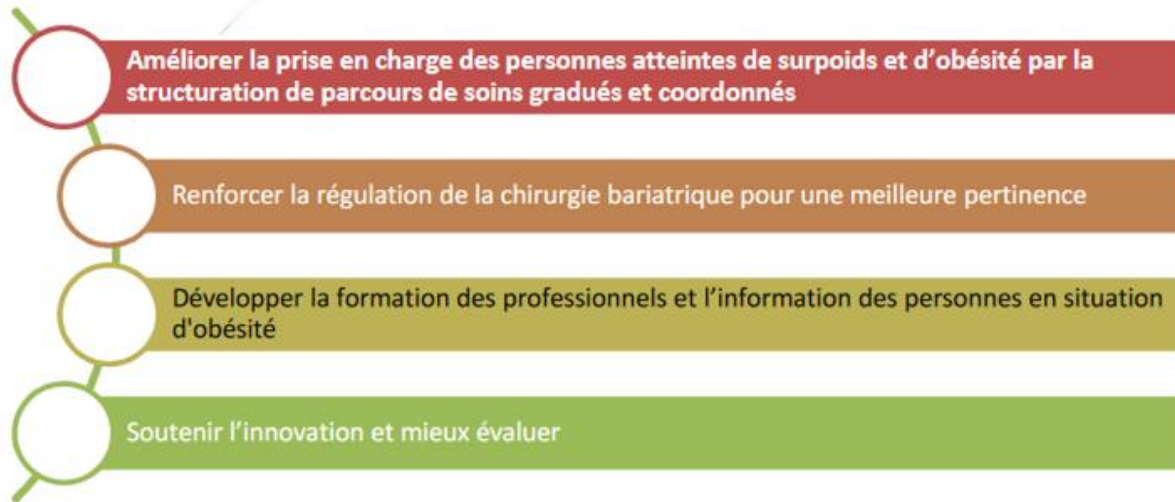 Améliorer la prise en charge des personnes atteintes de surpoids et d’obésité par la
structuration de parcours de soins gradués et coordonnés
Renforcer la régulation de la chirurgie bariatrique pour une meilleure pertinence
Développer la formation des professionnels et l’information des personnes en situation
d'obésité
Soutenir l’innovation et mieux évaluer